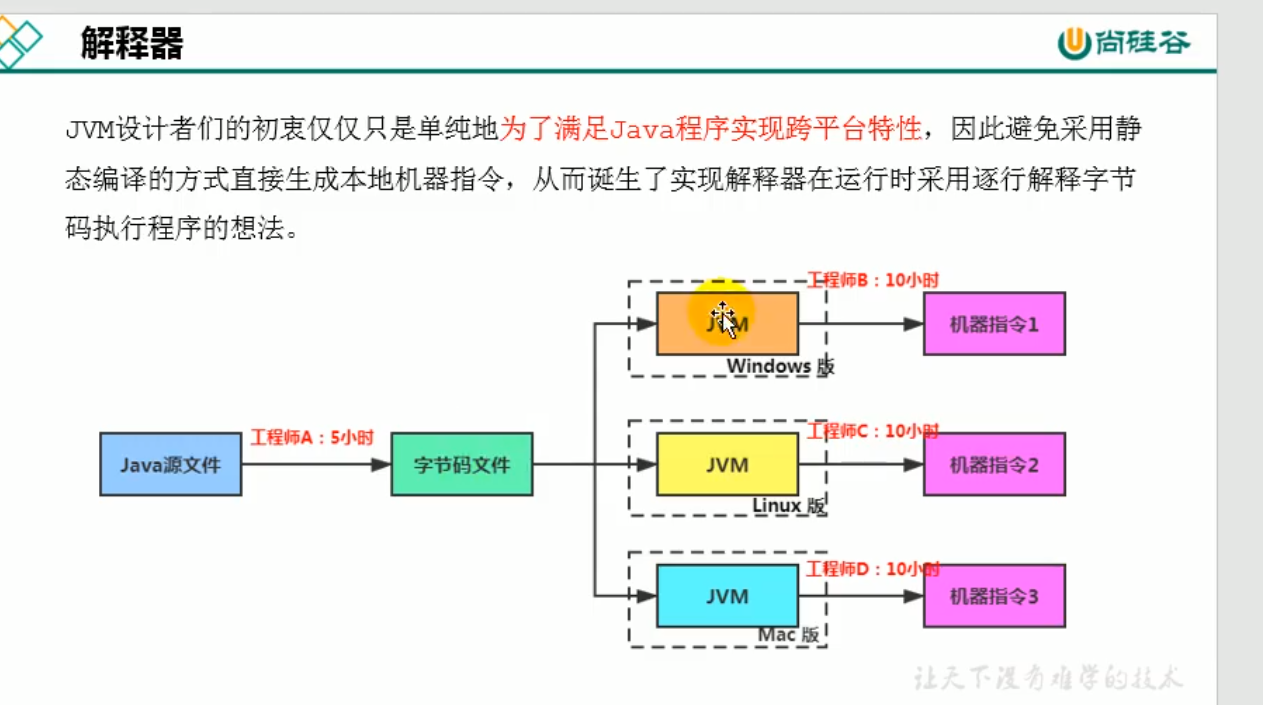 解释器
尚硅谷
JVM设计者们的初衷仅仅只是单纯地为了满足Java程序实现跨平台特性，因此避免采用静
态编译的方式直接生成本地机器指令，从而诞生了实现解释器在运行时采用逐行解释字节
码执行程序的想法。
工程师B：10小时
JVM
机器指令1
Windows 版
工程师A：5小时
工程师C：10小时
Java源文件
字节码文件
JVM
机器指令2
Linux 版
工程师D：10小时
JVM
机器指令3
Mac 版
让天下没有难学的技术